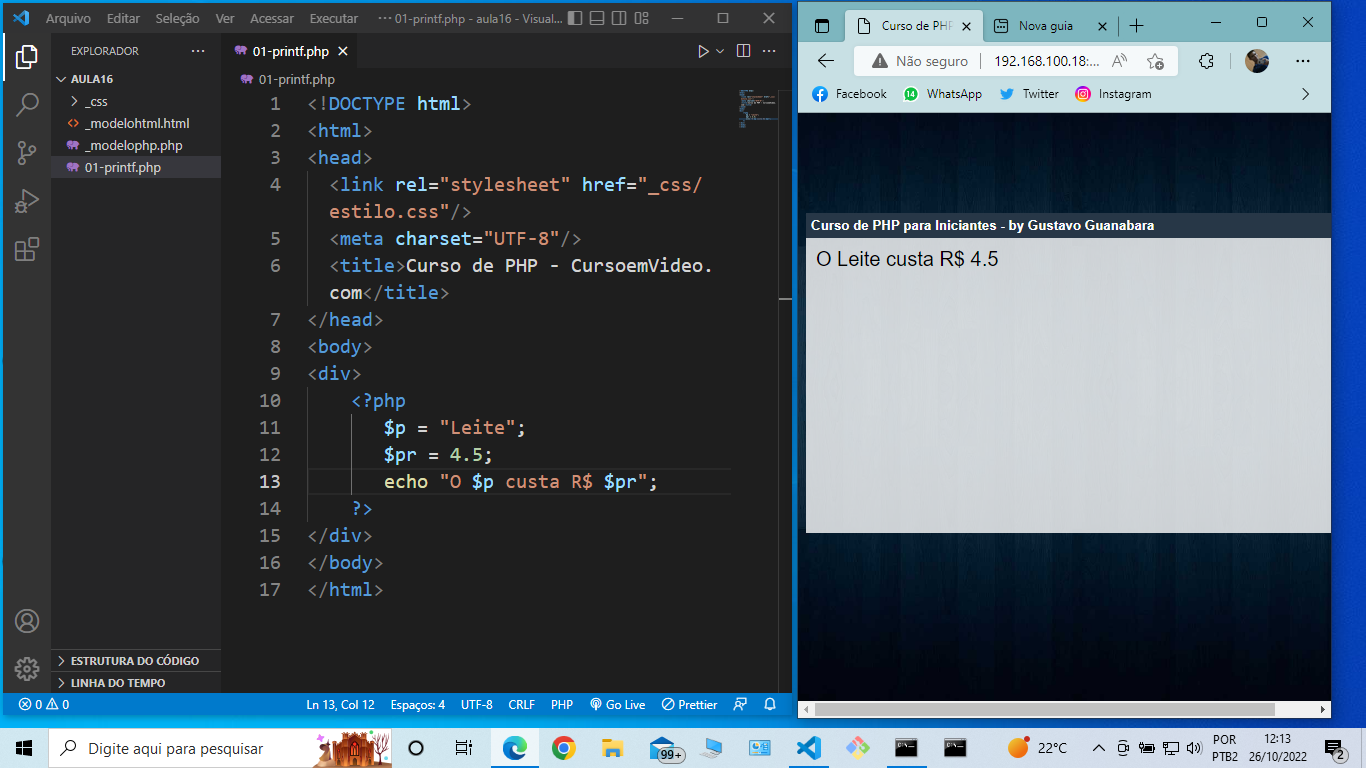 Arquivo Editar Seleção Ver Acessar Executar ··· 01-printf.php - aula16 - Visual...
EXPLORADOR ···
AULA16
_css
_modelohtml.html
_modelophp.php
01-printf.php
ESTRUTURA DO CÓDIGO
LINHA DO TEMPO
01-printf.php
01-printf.php
1 <!DOCTYPE html>
2 <html>
3 <head>
4 <link rel="stylesheet" href="_css/
estilo.css"/>
5 <meta charset="UTF-8"/>
6 <title>Curso de PHP - CursoemVideo.
com</title>
7 </head>
8 <body>
9 <div>
10 <?php
11 $p = "Leite";
12 $pr = 4.5;
13 echo "O $p custa R$ $pr";
14 ?>
15 </div>
16 </body>
17 </html>
0 0 Ln 13, Col 12 Espaços: 4 UTF-8 CRLF PHP Go Live Prettier
Curso de PHP Nova guia
Não seguro 192.168.100.18:...
Facebook 14 WhatsApp Twitter Instagram
Curso de PHP para Iniciantes - by Gustavo Guanabara
O Leite custa R$ 4.5
Digite aqui para pesquisar 99+ 22°C
POR
PTB2
12:13
26/10/2022
2